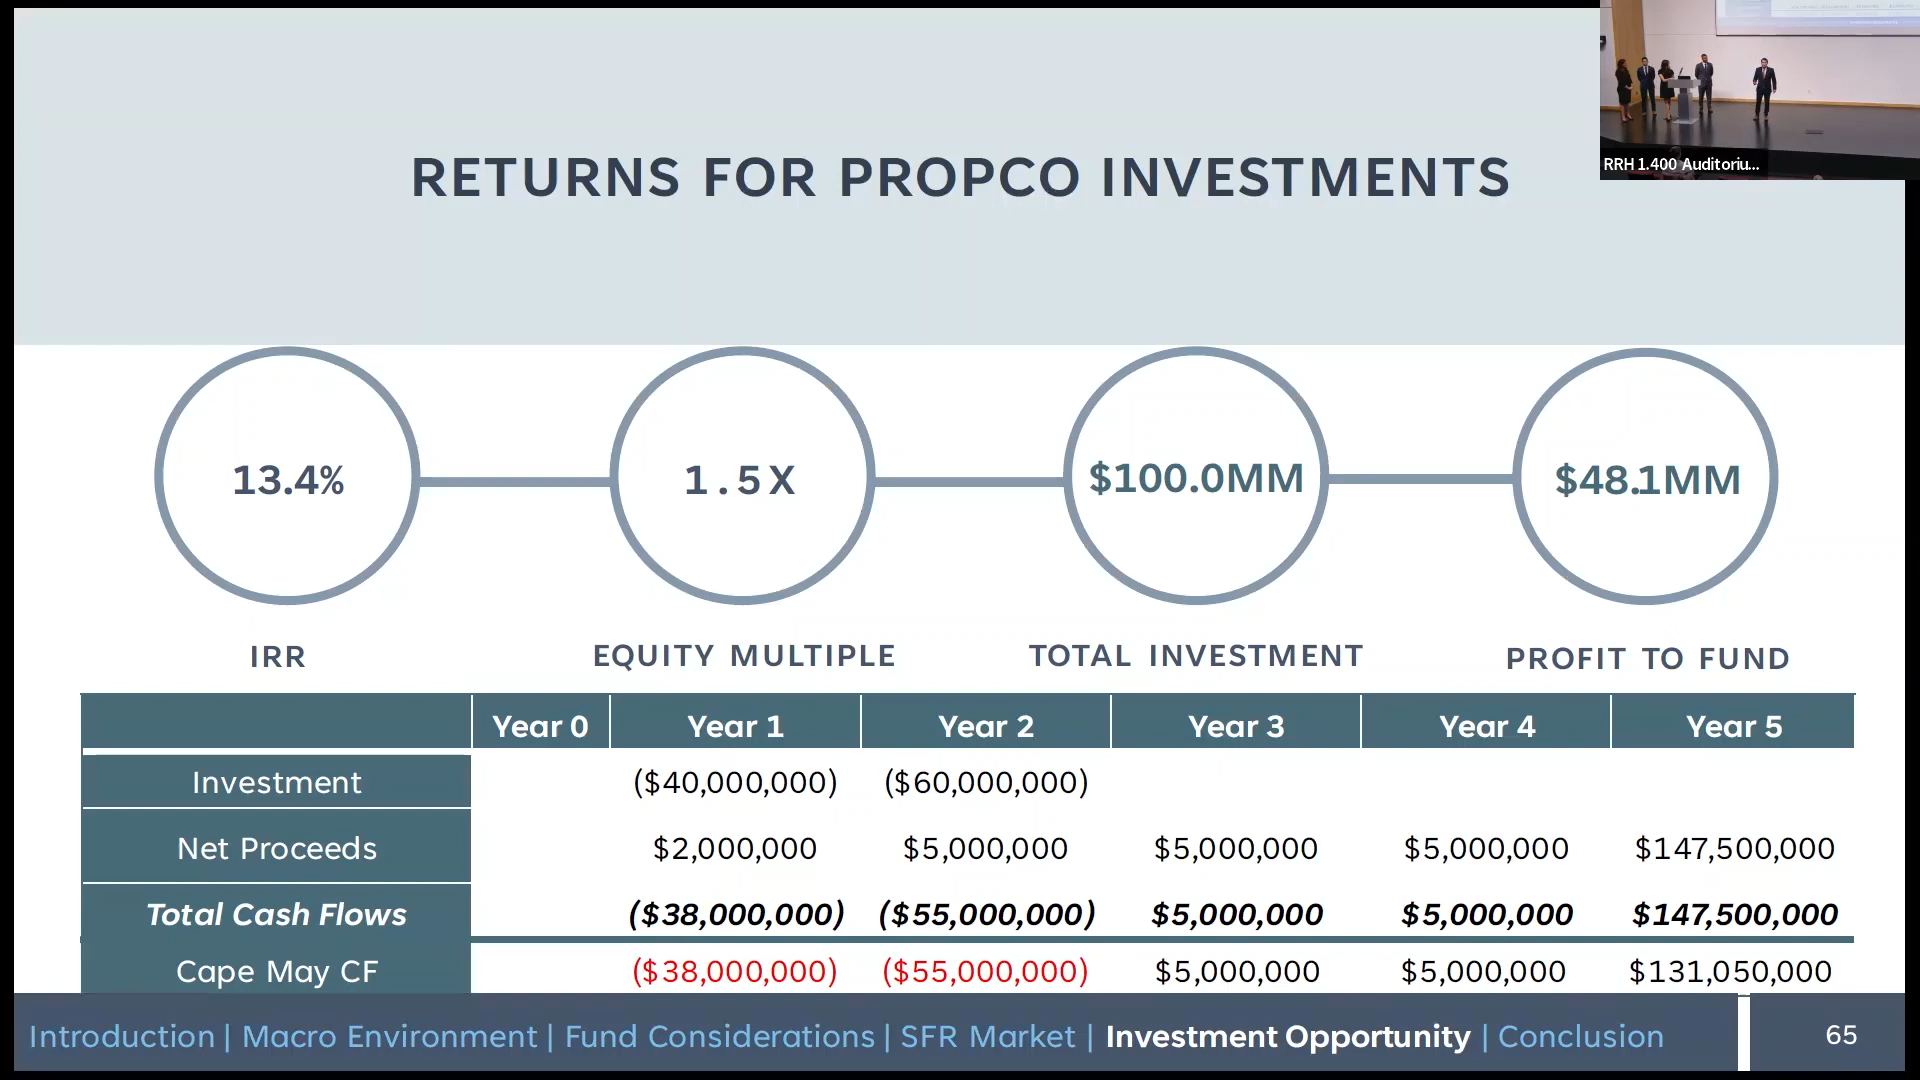 RETURNS FOR PROPCO INVESTMENTS
RRH 1.400 Auditoriu...
13.4%
1.5X
$100.0MM
$48.1MM
IRR
EQUITY MULTIPLE
TOTAL INVESTMENT
PROFIT TO FUND
Year 0 Year 1 Year 2 Year 3 Year 4 Year 5
Investment ($40,000,000) ($60,000,000)
Net Proceeds $2,000,000 $5,000,000 $5,000,000 $5,000,000 $147,500,000
Total Cash Flows ($38,000,000) ($55,000,000) $5,000,000 $5,000,000 $147,500,000
Cape May CF ($38,000,000) ($55,000,000) $5,000,000 $5,000,000 $131,050,000
Introduction | Macro Environment | Fund Considerations | SFR Market | Investment Opportunity | Conclusion
65